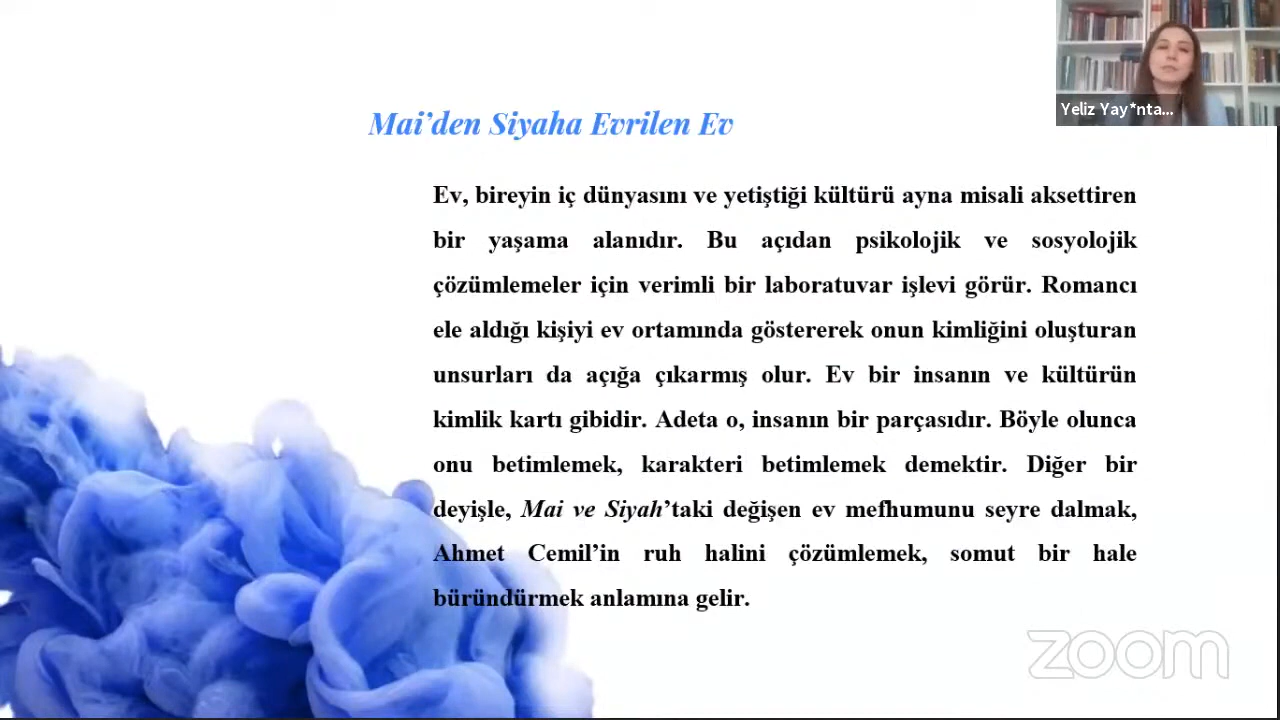 Yeliz Yay*nta...
Mai’den Siyaha Evrilen Ev
Ev, bireyin iç dünyasını ve yetiştiği kültürü ayna misali aksettiren
bir yaşama alanıdır. Bu açıdan psikolojik ve sosyolojik
çözümlemeler için verimli bir laboratuvar işlevi görür. Romancı
ele aldığı kişiyi ev ortamında göstererek onun kimliğini oluşturan
unsurları da açığa çıkarmış olur. Ev bir insanın ve kültürün
kimlik kartı gibidir. Adeta o, insanın bir parçasıdır. Böyle olunca
onu betimlemek, karakteri betimlemek demektir. Diğer bir
deyişle, Mai ve Siyah’taki değişen ev mefhumunu seyre dalmak,
Ahmet Cemil’in ruh halini çözümlemek, somut bir hale
büründürmek anlamına gelir.
zoom